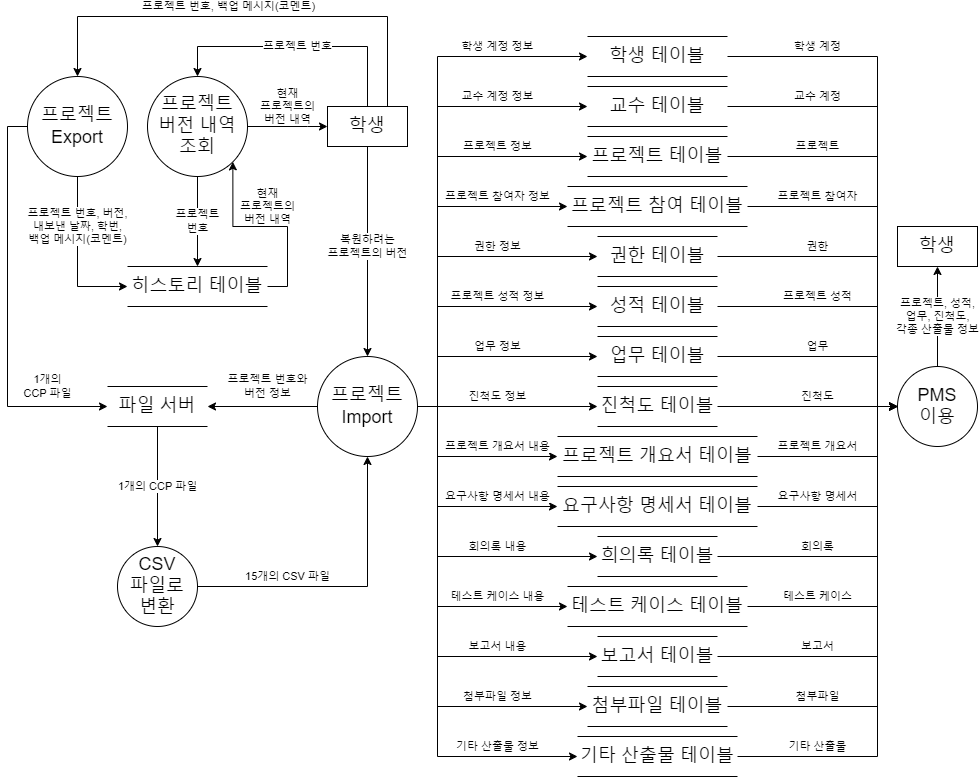 프로젝트 번호, 백업 메시지(코멘트)
프로젝트 번호
프로젝트
Export
프로젝트
버전 내역
조회
현재
프로젝트의
버전 내역
학생
프로젝트 번호, 버전,
내보낸 날짜, 학번,
백업 메시지(코멘트)
프로젝트
번호
현재
프로젝트의
버전 내역
히스토리 테이블
복원하려는
프로젝트의 버전
1개의
CCP 파일
파일 서버
프로젝트 번호와
버전 정보
프로젝트
Import
1개의 CCP 파일
CSV
파일로
변환
15개의 CSV 파일
학생 계정 정보
학생 테이블
학생 계정
교수 계정 정보
교수 테이블
교수 계정
프로젝트 정보
프로젝트 테이블
프로젝트
프로젝트 참여자 정보
프로젝트 참여 테이블
프로젝트 참여자
권한 정보
권한 테이블
권한
프로젝트 성적 정보
성적 테이블
프로젝트 성적
업무 정보
업무 테이블
업무
진척도 정보
진척도 테이블
진척도
프로젝트 개요서 내용
프로젝트 개요서 테이블
프로젝트 개요서
요구사항 명세서 내용
요구사항 명세서 테이블
요구사항 명세서
회의록 내용
회의록 테이블
회의록
테스트 케이스 내용
테스트 케이스 테이블
테스트 케이스
보고서 내용
보고서 테이블
보고서
첨부파일 정보
첨부파일 테이블
첨부파일
기타 산출물 정보
기타 산출물 테이블
기타 산출물
학생
프로젝트, 성적,
업무, 진척도,
각종 산출물 정보
PMS
이용